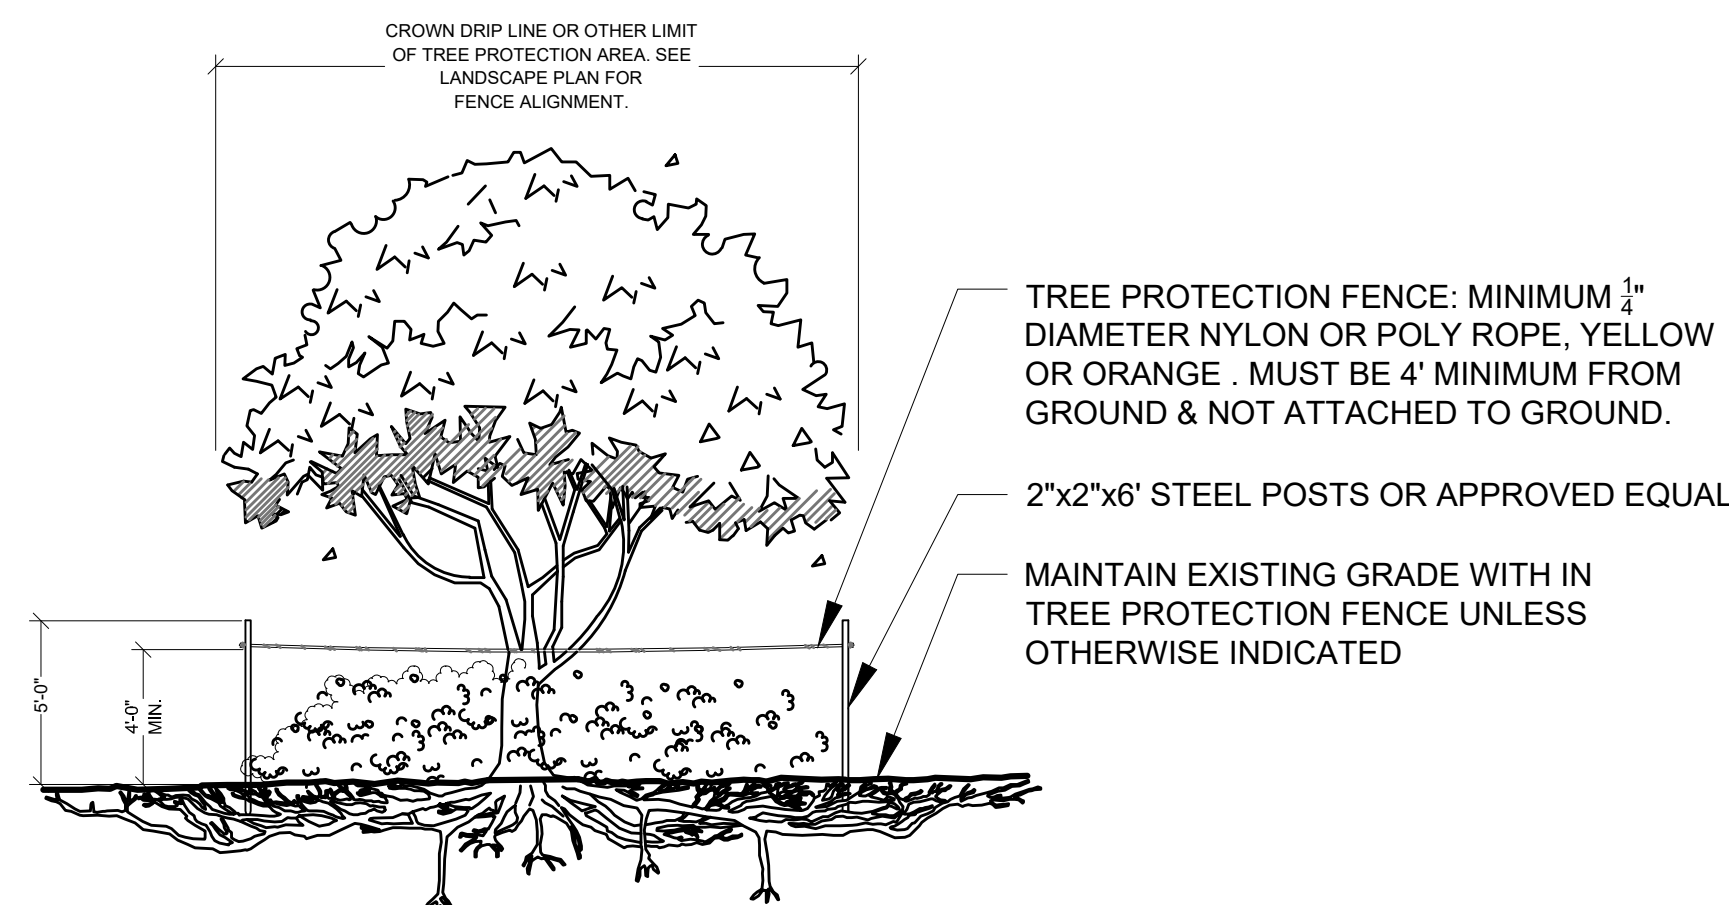 CROWN DRIP LINE OR OTHER LIMIT
OF TREE PROTECTION AREA. SEE
LANDSCAPE PLAN FOR
FENCE ALIGNMENT.
TREE PROTECTION FENCE: MINIMUM 1/4"
DIAMETER NYLON OR POLY ROPE, YELLOW
OR ORANGE . MUST BE 4' MINIMUM FROM
GROUND & NOT ATTACHED TO GROUND.
2"x2"x6' STEEL POSTS OR APPROVED EQUAL
MAINTAIN EXISTING GRADE WITH IN
TREE PROTECTION FENCE UNLESS
OTHERWISE INDICATED
5'-0"
4'-0"
MIN.